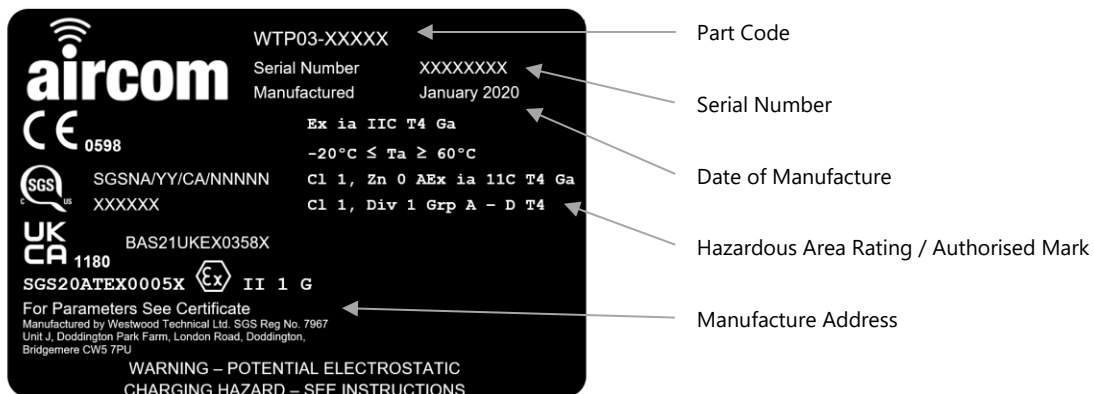 aircom
WTP03-XXXXX
Serial Number XXXXXXXX
Manufactured January 2020
CE 0598
Ex ia IIC T4 Ga
-20°C ≤ Ta ≥ 60°C
c SGS us
SGSNA/YY/CA/NNNNN
XXXXXX
Cl 1, Zn 0 AEx ia 11C T4 Ga
Cl 1, Div 1 Grp A – D T4
UK
CA 1180
BAS21UKEX0358X
SGS20ATEX0005X Ex II 1 G
For Parameters See Certificate
Manufactured by Westwood Technical Ltd. SGS Reg No. 7967
Unit J, Doddington Park Farm, London Road, Doddington,
Bridgemere CW5 7PU
WARNING – POTENTIAL ELECTROSTATIC
CHARGING HAZARD – SEE INSTRUCTIONS
Part Code
Serial Number
Date of Manufacture
Hazardous Area Rating / Authorised Mark
Manufacture Address